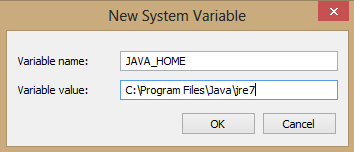 New System Variable
Variable name: JAVA_HOME
Variable value: C:\Program Files\Java\jre7
OK Cancel